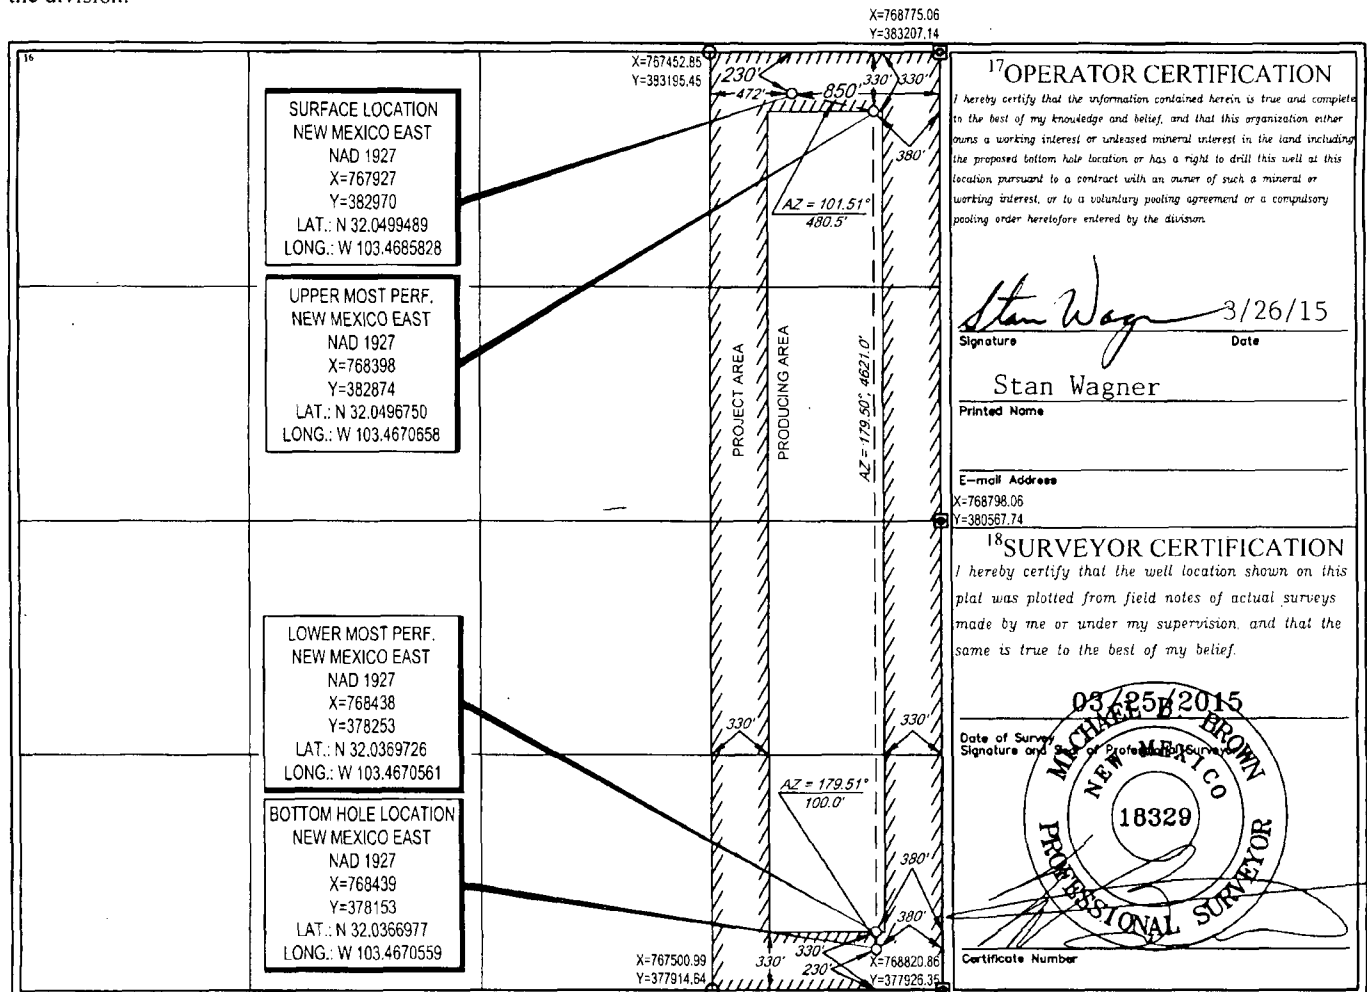 the division.
X=768775.06
Y=383207.14
16
X=767452.85
Y=383195.45
230'
472'
850'
330'
330'
380'
SURFACE LOCATION
NEW MEXICO EAST
NAD 1927
X=767927
Y=382970
LAT.: N 32.0499489
LONG.: W 103.4685828
AZ = 101.51°
480.5'
UPPER MOST PERF.
NEW MEXICO EAST
NAD 1927
X=768398
Y=382874
LAT.: N 32.0496750
LONG.: W 103.4670658
PROJECT AREA
PRODUCING AREA
AZ = 179.50°, 4621.0'
LOWER MOST PERF.
NEW MEXICO EAST
NAD 1927
X=768438
Y=378253
LAT.: N 32.0369726
LONG.: W 103.4670561
330'
330'
AZ = 179.51°
100.0'
BOTTOM HOLE LOCATION
NEW MEXICO EAST
NAD 1927
X=768439
Y=378153
LAT.: N 32.0366977
LONG.: W 103.4670559
380'
380'
330'
330'
230'
X=767500.99
Y=377914.64
X=768820.86
Y=377926.35
17 OPERATOR CERTIFICATION
I hereby certify that the information contained herein is true and complete
to the best of my knowledge and belief, and that this organization either
owns a working interest or unleased mineral interest in the land including
the proposed bottom hole location or has a right to drill this well at this
location pursuant to a contract with an owner of such a mineral or
working interest, or to a voluntary pooling agreement or a compulsory
pooling order heretofore entered by the division.
Stan Wagner 3/26/15
Signature Date
Stan Wagner
Printed Name
E-mail Address
X=768798.06
Y=380567.74
18 SURVEYOR CERTIFICATION
I hereby certify that the well location shown on this
plat was plotted from field notes of actual surveys
made by me or under my supervision, and that the
same is true to the best of my belief.
03/25/2015
Date of Survey
Signature and Seal of Professional Surveyor
MICHAEL B. BROWN
NEW MEXICO
18329
PROFESSIONAL SURVEYOR
Certificate Number